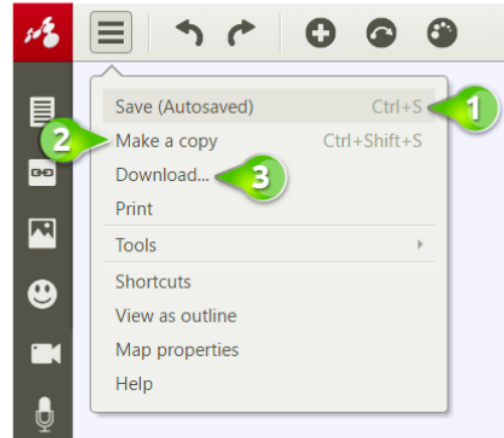 Save (Autosaved) Ctrl+S 1
2 Make a copy Ctrl+Shift+S
Download... 3
Print
Tools
Shortcuts
View as outline
Map properties
Help